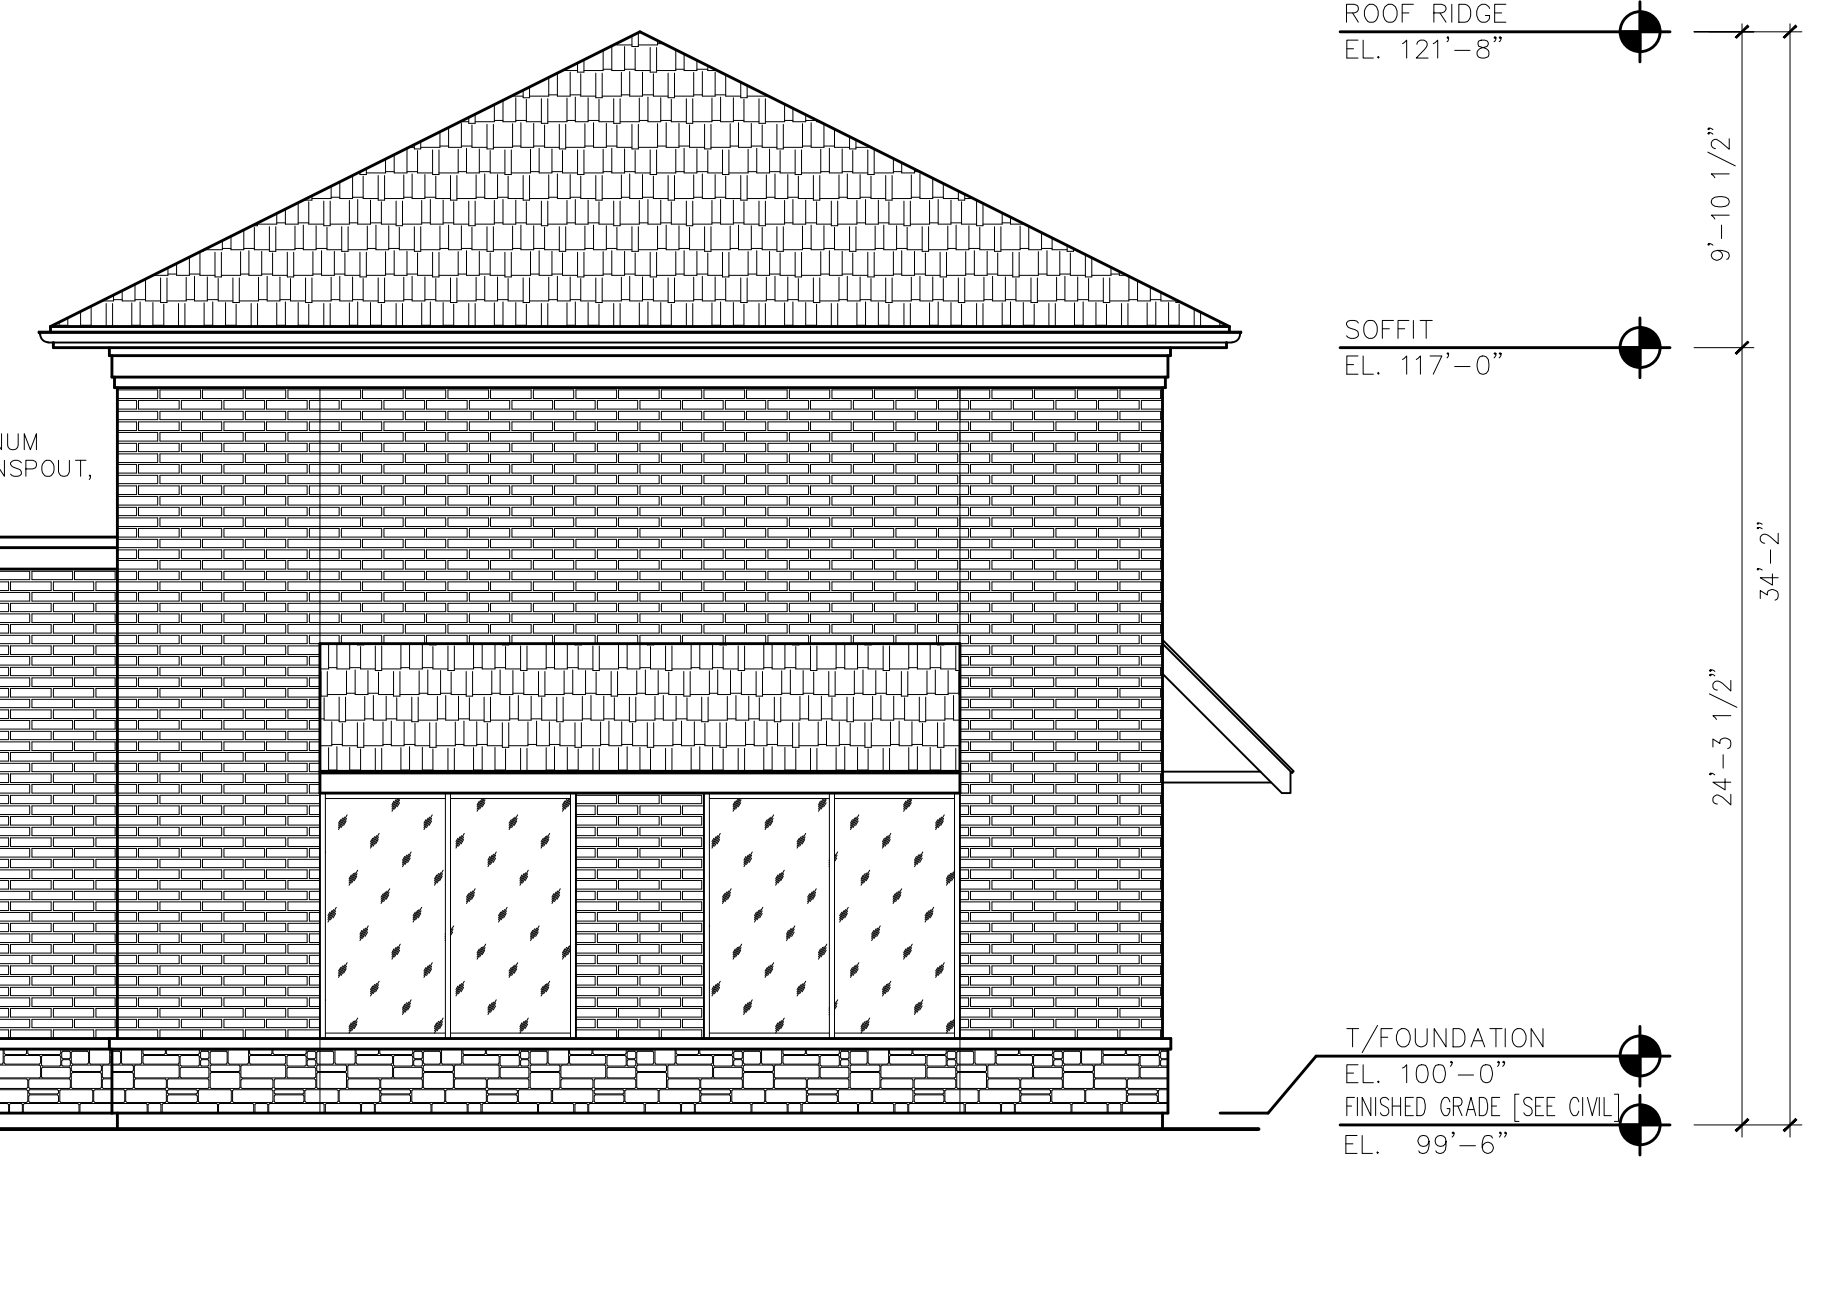 ROOF RIDGE
EL. 121'-8"
9'-10 1/2"
SOFFIT
EL. 117'-0"
NUM
NSPOUT,
34'-2"
24'-3 1/2"
T/FOUNDATION
EL. 100'-0"
FINISHED GRADE [SEE CIVIL]
EL. 99'-6"